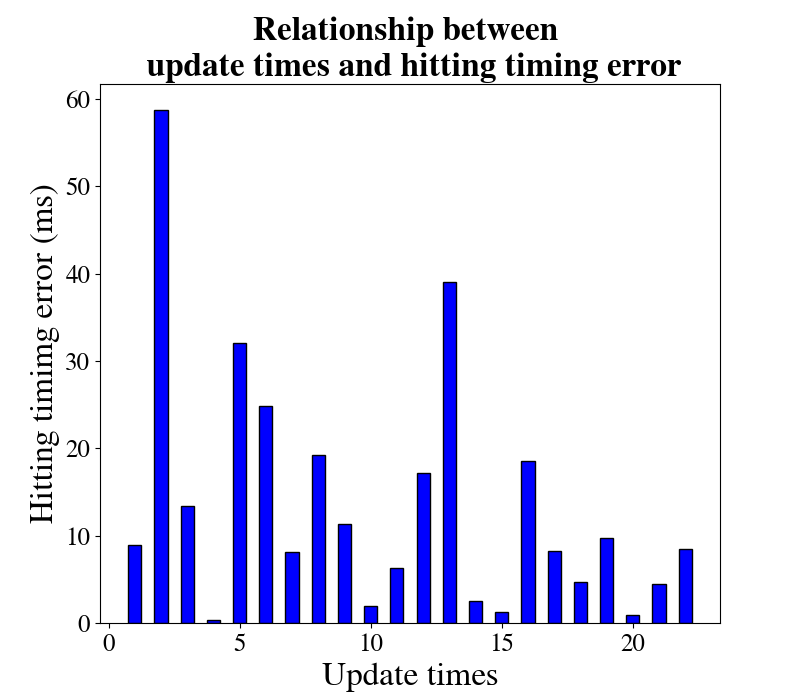 Relationship between
update times and hitting timing error
Hitting timimg error (ms)
60
50
40
30
20
10
0
0 5 10 15 20
Update times